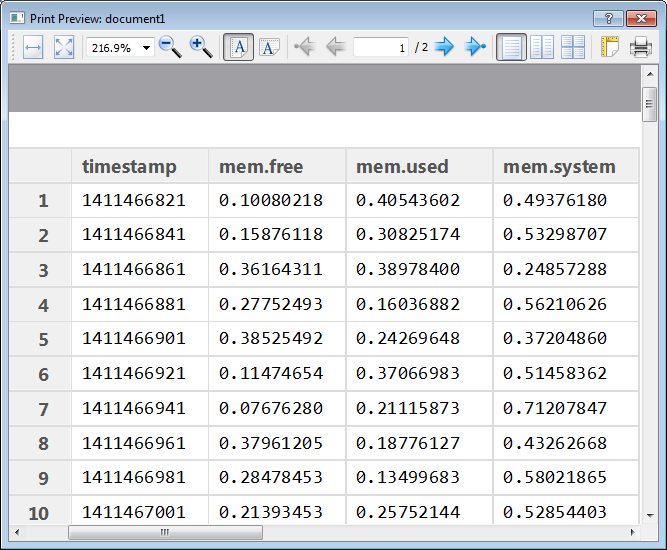 Print Preview: document1
216.9% 1 / 2
timestamp mem.free mem.used mem.system
1 1411466821 0.10080218 0.40543602 0.49376180
2 1411466841 0.15876118 0.30825174 0.53298707
3 1411466861 0.36164311 0.38978400 0.24857288
4 1411466881 0.27752493 0.16036882 0.56210626
5 1411466901 0.38525492 0.24269648 0.37204860
6 1411466921 0.11474654 0.37066983 0.51458362
7 1411466941 0.07676280 0.21115873 0.71207847
8 1411466961 0.37961205 0.18776127 0.43262668
9 1411466981 0.28478453 0.13499683 0.58021865
10 1411467001 0.21393453 0.25752144 0.52854403